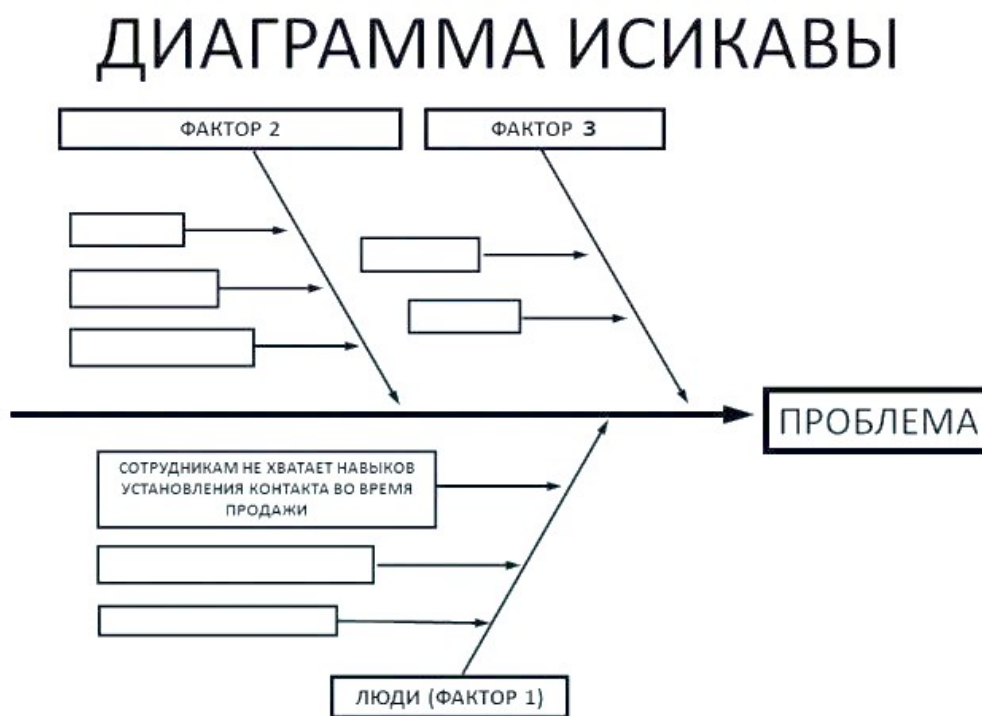 ДИАГРАММА ИСИКАВЫ
ФАКТОР 2
ФАКТОР 3
ПРОБЛЕМА
СОТРУДНИКАМ НЕ ХВАТАЕТ НАВЫКОВ
УСТАНОВЛЕНИЯ КОНТАКТА ВО ВРЕМЯ
ПРОДАЖИ
ЛЮДИ (ФАКТОР 1)